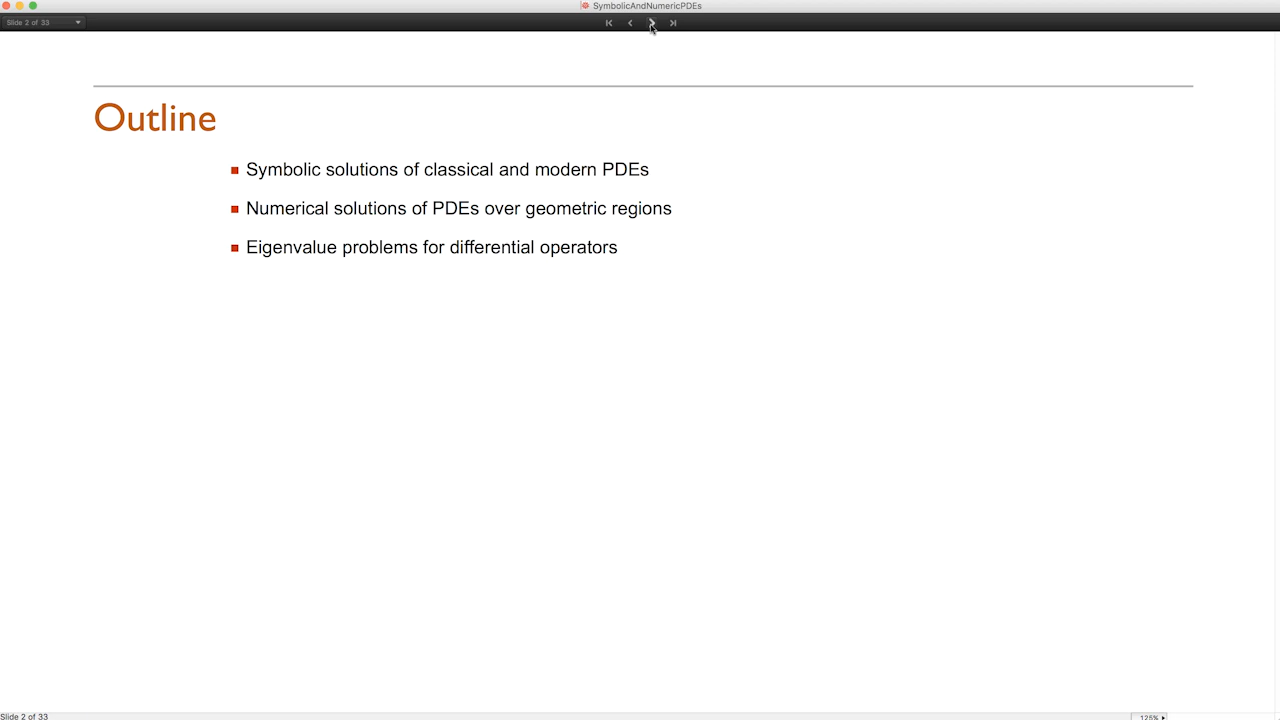 SymbolicAndNumericPDEs
Slide 2 of 33
Outline
Symbolic solutions of classical and modern PDEs
Numerical solutions of PDEs over geometric regions
Eigenvalue problems for differential operators
Slide 2 of 33
125%